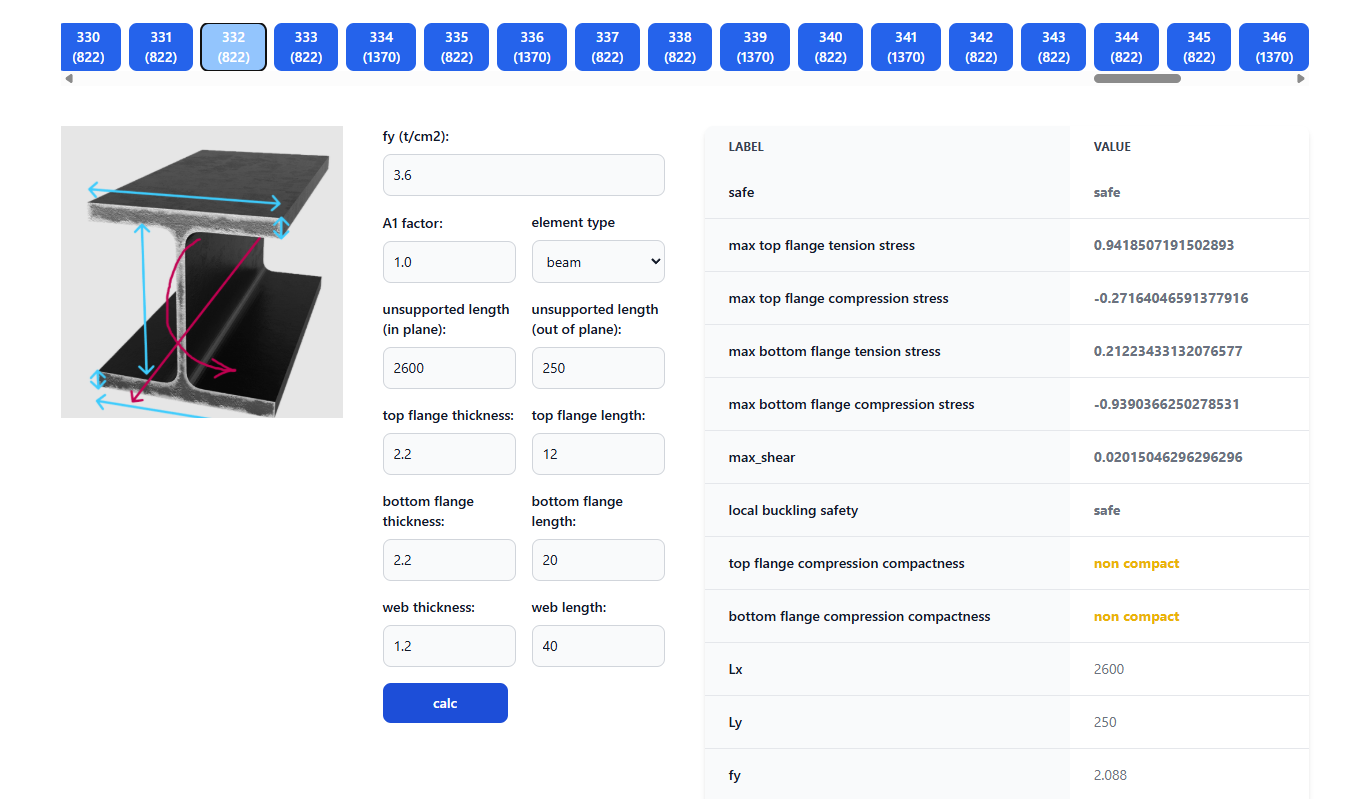 330 331 332 333 334 335 336 337 338 339 340 341 342 343 344 345 346
(822) (822) (822) (822) (1370) (822) (1370) (822) (822) (1370) (822) (1370) (822) (822) (822) (822) (1370)
fy (t/cm2):
3.6
A1 factor: element type
1.0 beam
unsupported length unsupported length
(in plane): (out of plane):
2600 250
top flange thickness: top flange length:
2.2 12
bottom flange bottom flange
thickness: length:
2.2 20
web thickness: web length:
1.2 40
calc
LABEL VALUE
safe safe
max top flange tension stress 0.9418507191502893
max top flange compression stress -0.27164046591377916
max bottom flange tension stress 0.21223433132076577
max bottom flange compression stress -0.9390366250278531
max_shear 0.02015046296296296
local buckling safety safe
top flange compression compactness non compact
bottom flange compression compactness non compact
Lx 2600
Ly 250
fy 2.088